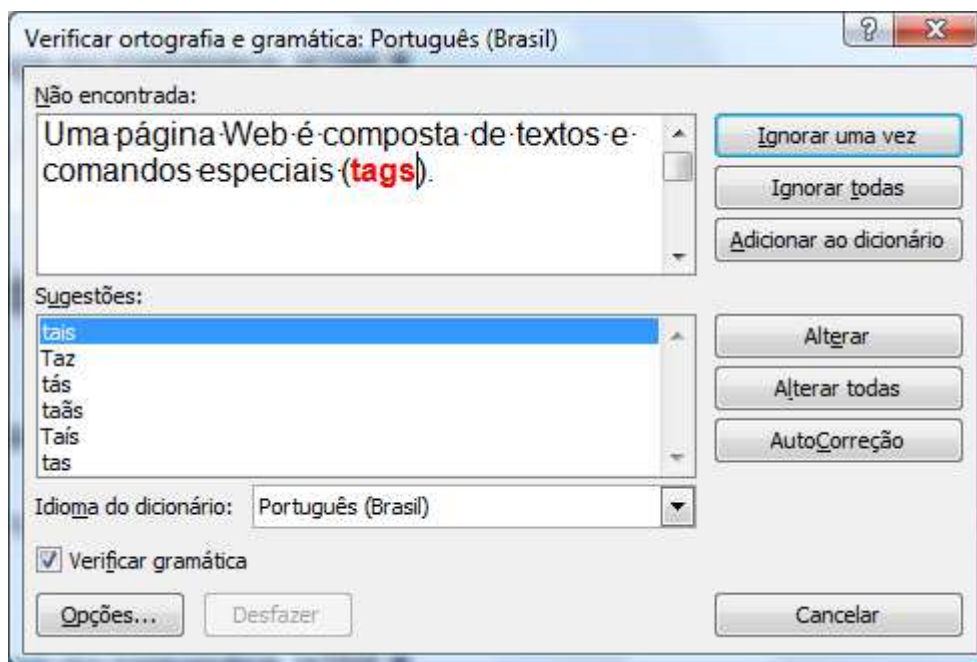 Verificar ortografia e gramática: Português (Brasil)
Não encontrada:
Uma página Web é composta de textos e
comandos especiais (tags).
Ignorar uma vez
Ignorar todas
Adicionar ao dicionário
Sugestões:
tais
Taz
tás
taãs
Taís
tas
Alterar
Alterar todas
AutoCorreção
Idioma do dicionário: Português (Brasil)
Verificar gramática
Opções... Desfazer Cancelar